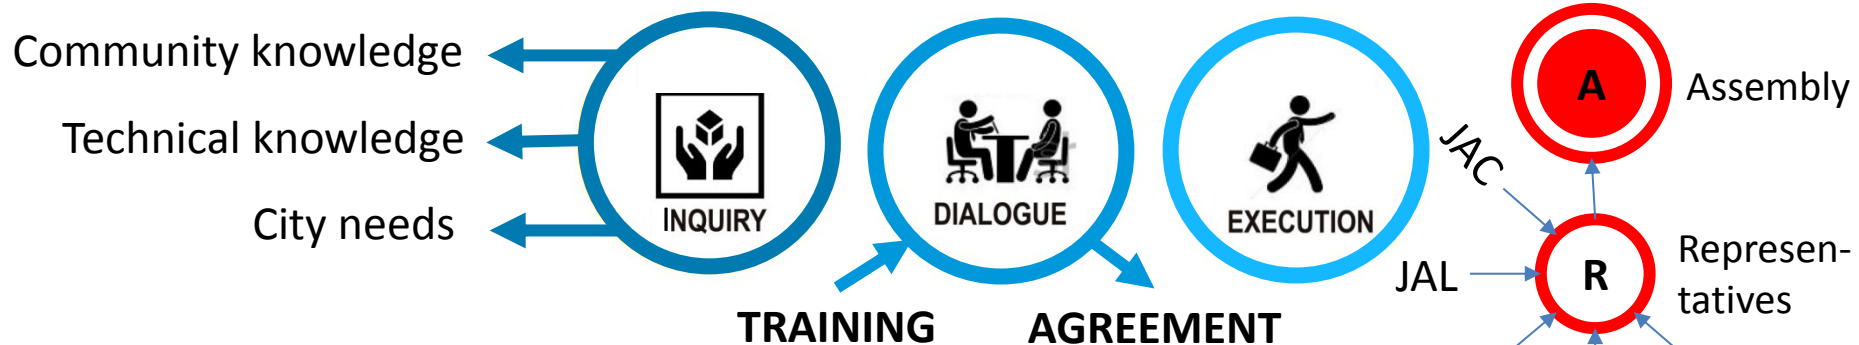 Community knowledge
Technical knowledge
City needs
INQUIRY
DIALOGUE
EXECUTION
TRAINING
AGREEMENT
A
Assembly
JAC
JAL
R
Represen-
tatives